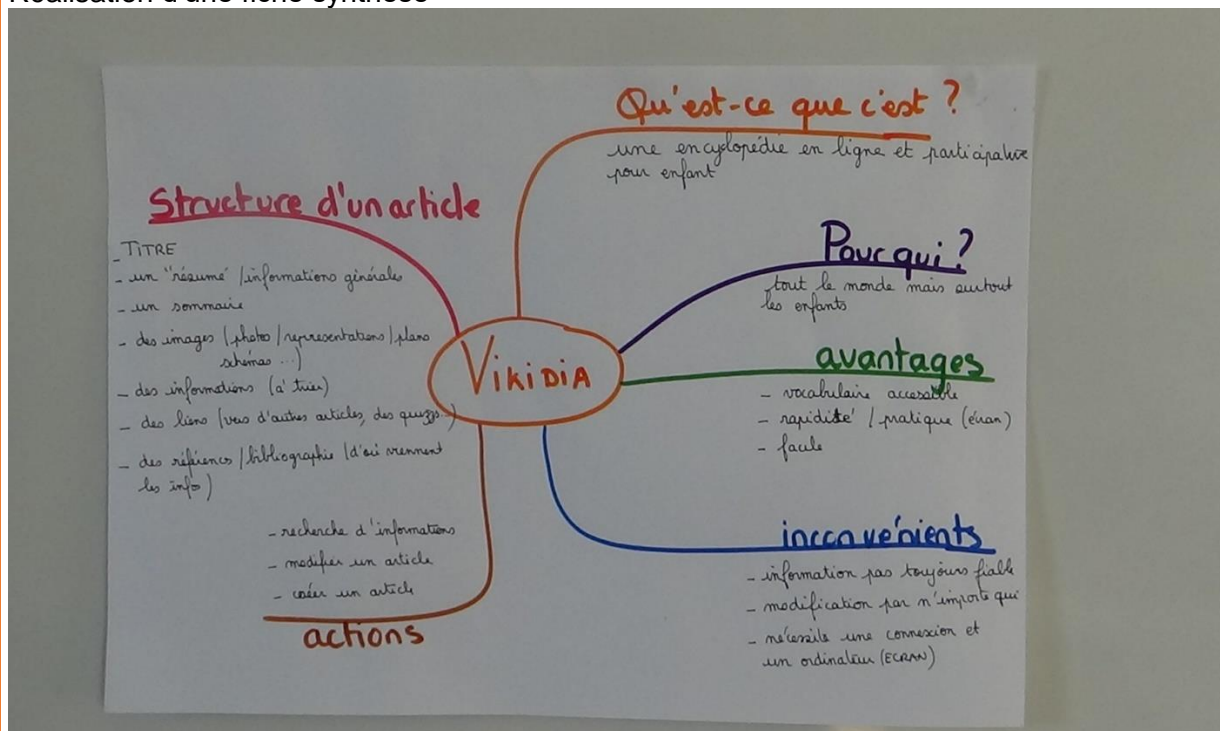 Réalisation d'une fiche synthèse
Qu'est-ce que c'est ?
une encyclopédie en ligne et participative
pour enfant
Structure d'un article
_TITRE
- un "résumé" /informations générales
- un sommaire
- des images (photo / représentations / plans
schémas ...)
- des informations (à trier)
- des liens (vers d'autres articles, des quizz...)
- des références / bibliographie (d'où viennent
les info)
Pour qui ?
tout le monde mais surtout
les enfants
VIKIDIA
avantages
- vocabulaire accessible
- rapidité / pratique (écran)
- facile
inconvénients
- information pas toujours fiable
- modification par n'importe qui
- nécessite une connexion et
un ordinateur (ECRAN)
- recherche d'informations
- modifier un article
- créer un article
actions